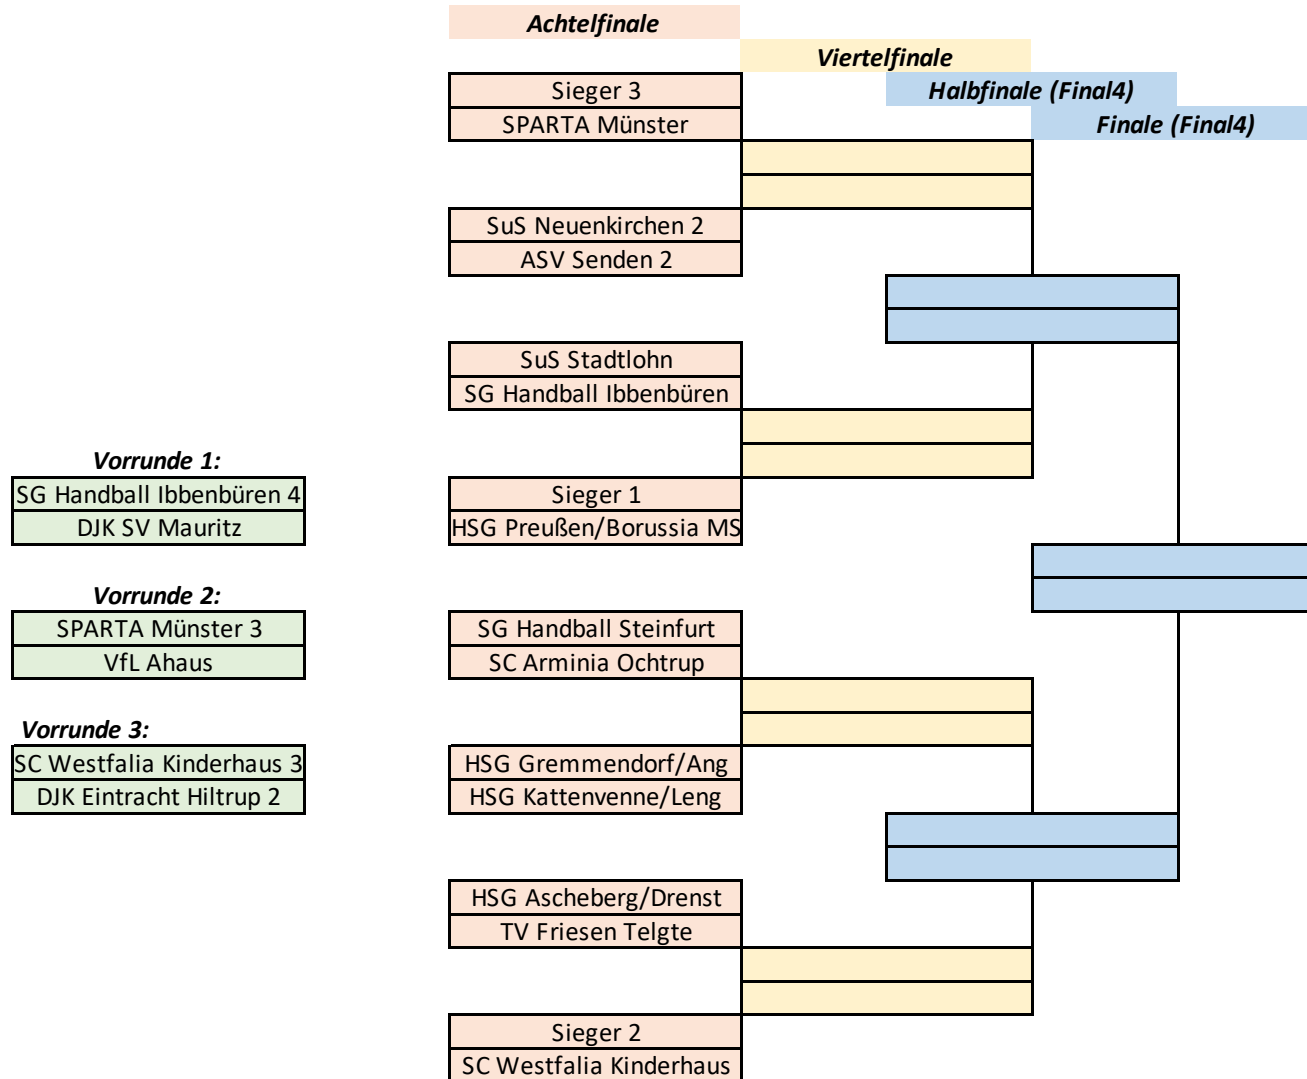 Achtelfinale
Viertelfinale
Sieger 3
Halbfinale (Final4)
SPARTA Münster
Finale (Final4)
SuS Neuenkirchen 2
ASV Senden 2
SuS Stadtlohn
SG Handball Ibbenbüren
Vorrunde 1:
SG Handball Ibbenbüren 4
Sieger 1
DJK SV Mauritz
HSG Preußen/Borussia MS
Vorrunde 2:
SPARTA Münster 3
SG Handball Steinfurt
VfL Ahaus
SC Arminia Ochtrup
Vorrunde 3:
SC Westfalia Kinderhaus 3
HSG Gremmendorf/Ang
DJK Eintracht Hiltrup 2
HSG Kattenvenne/Leng
HSG Ascheberg/Drenst
TV Friesen Telgte
Sieger 2
SC Westfalia Kinderhaus